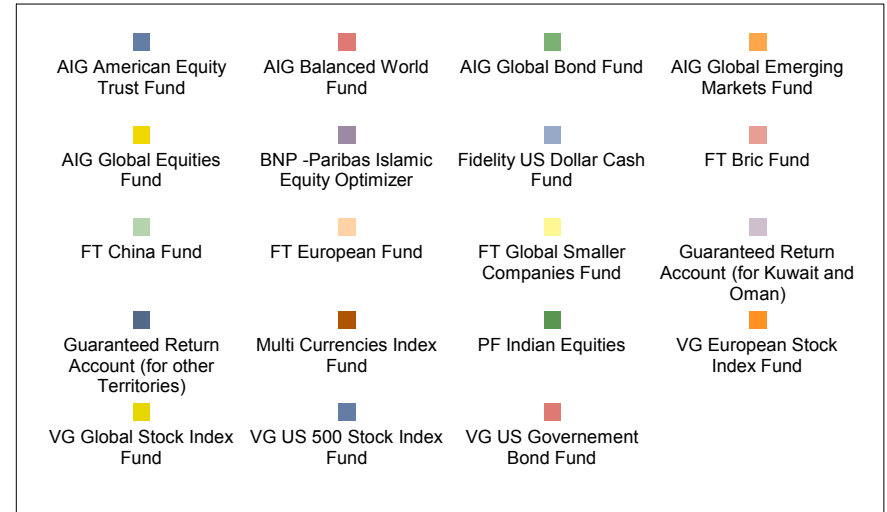 AIG American Equity
Trust Fund
AIG Balanced World
Fund
AIG Global Bond Fund
AIG Global Emerging
Markets Fund
AIG Global Equities
Fund
BNP -Paribas Islamic
Equity Optimizer
Fidelity US Dollar Cash
Fund
FT Bric Fund
FT China Fund
FT European Fund
FT Global Smaller
Companies Fund
Guaranteed Return
Account (for Kuwait and
Oman)
Guaranteed Return
Account (for other
Territories)
Multi Currencies Index
Fund
PF Indian Equities
VG European Stock
Index Fund
VG Global Stock Index
Fund
VG US 500 Stock Index
Fund
VG US Governement
Bond Fund